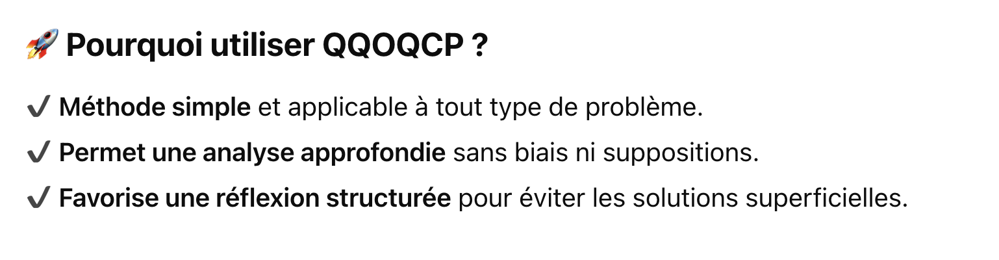 🚀 Pourquoi utiliser QQOQCP ?
✔ Méthode simple et applicable à tout type de problème.
✔ Permet une analyse approfondie sans biais ni suppositions.
✔ Favorise une réflexion structurée pour éviter les solutions superficielles.